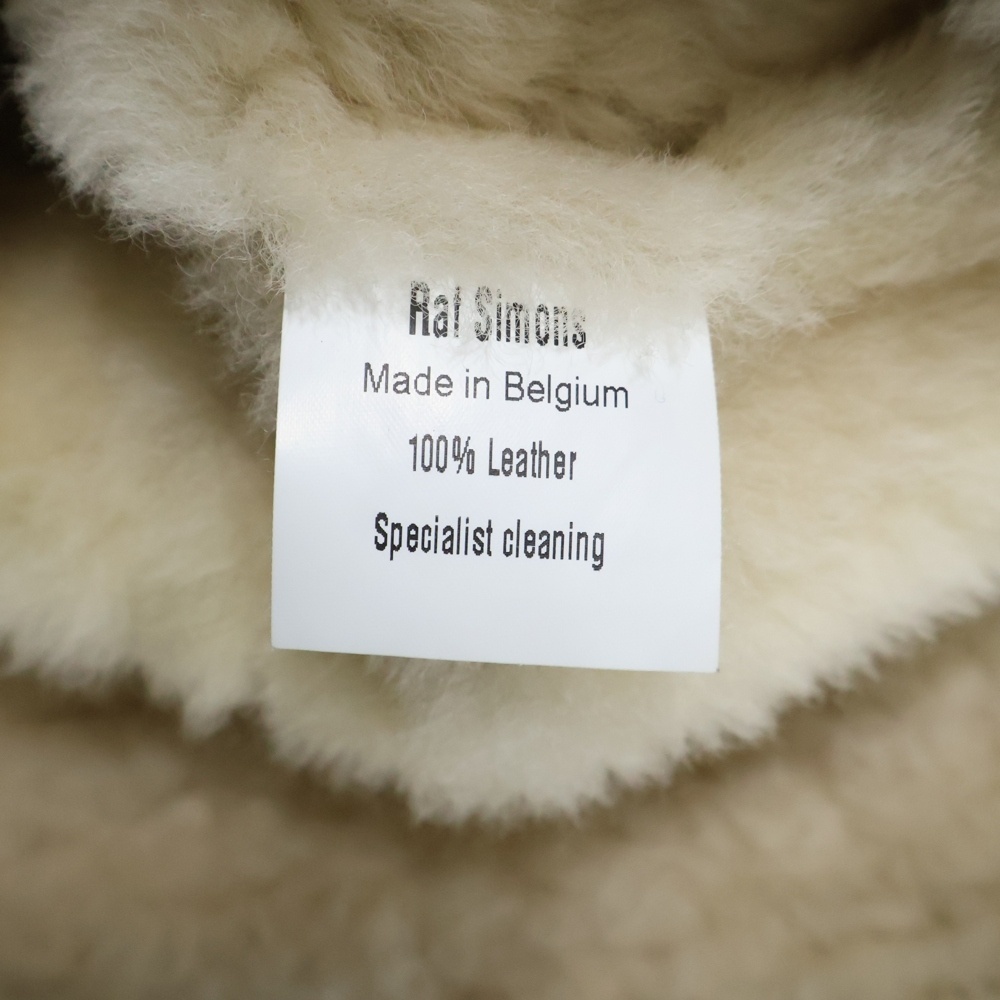 Raf Simons
Made in Belgium
100% Leather
Specialist cleaning